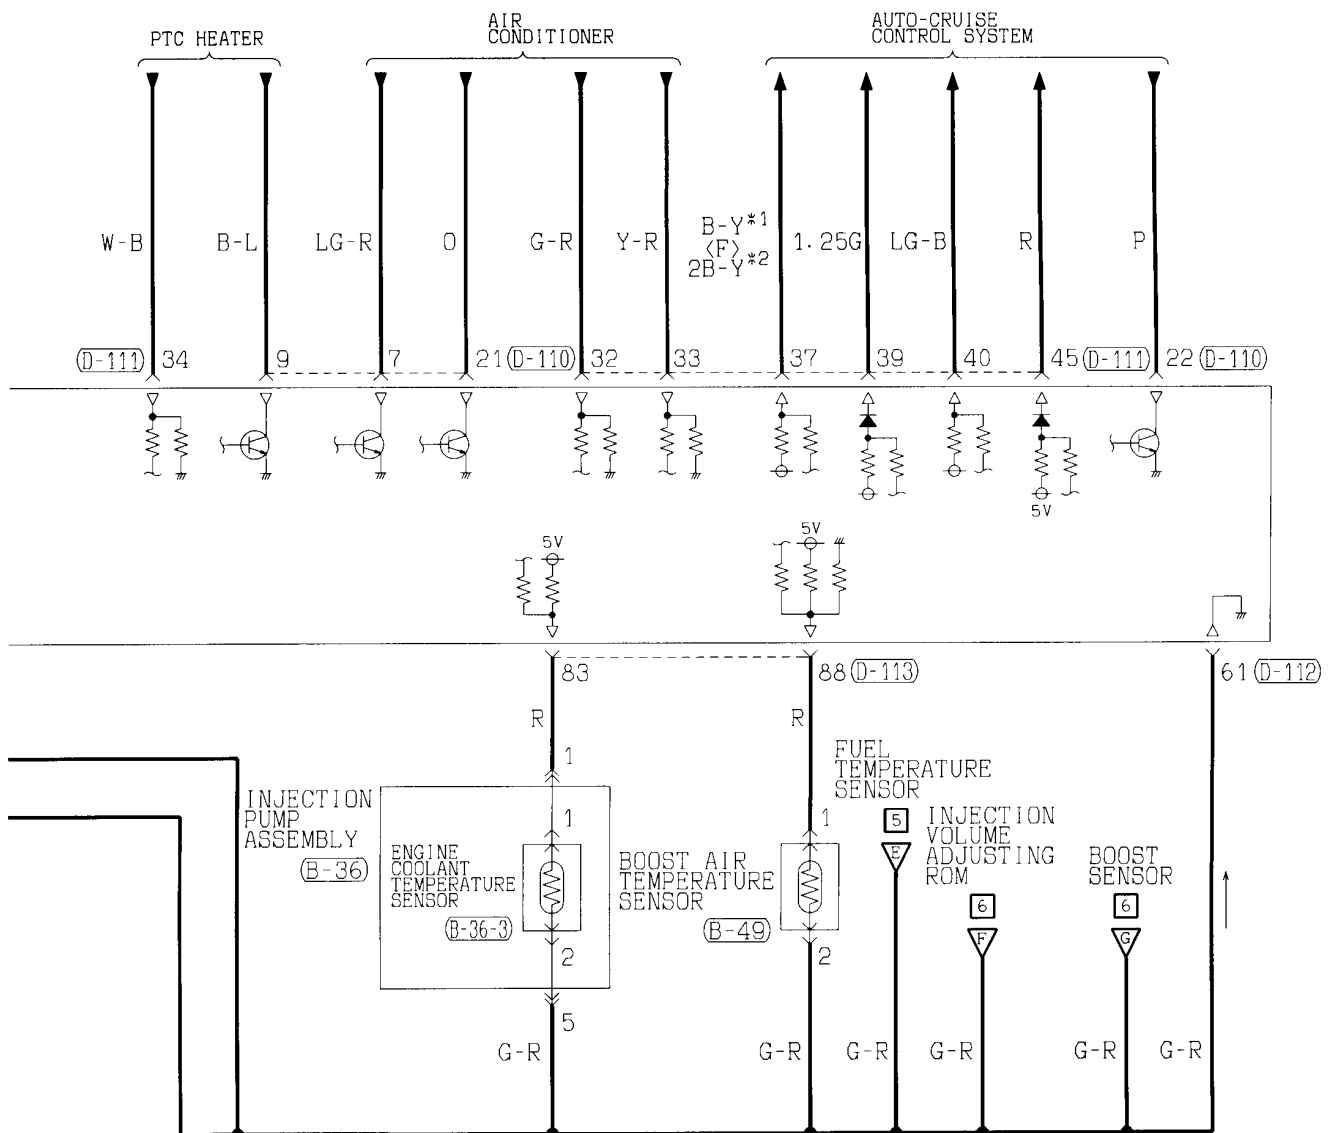 PTC HEATER
AIR
CONDITIONER
AUTO-CRUISE
CONTROL SYSTEM
W-B
B-L
LG-R
O
G-R
Y-R
B-Y*1
<F>
2B-Y*2
1.25G
LG-B
R
P
D-111
34
9
7
21
D-110
32
33
37
39
40
45
D-111
22
D-110
5V
5V
5V
83
88
D-113
61
D-112
R
R
1
INJECTION
PUMP
ASSEMBLY
B-36
1
ENGINE
COOLANT
TEMPERATURE
SENSOR
B-36-3
2
5
BOOST AIR
TEMPERATURE
SENSOR
B-49
1
2
FUEL
TEMPERATURE
SENSOR
5
E
INJECTION
VOLUME
ADJUSTING
ROM
6
F
BOOST
SENSOR
6
G
G-R
G-R
G-R
G-R
G-R
G-R